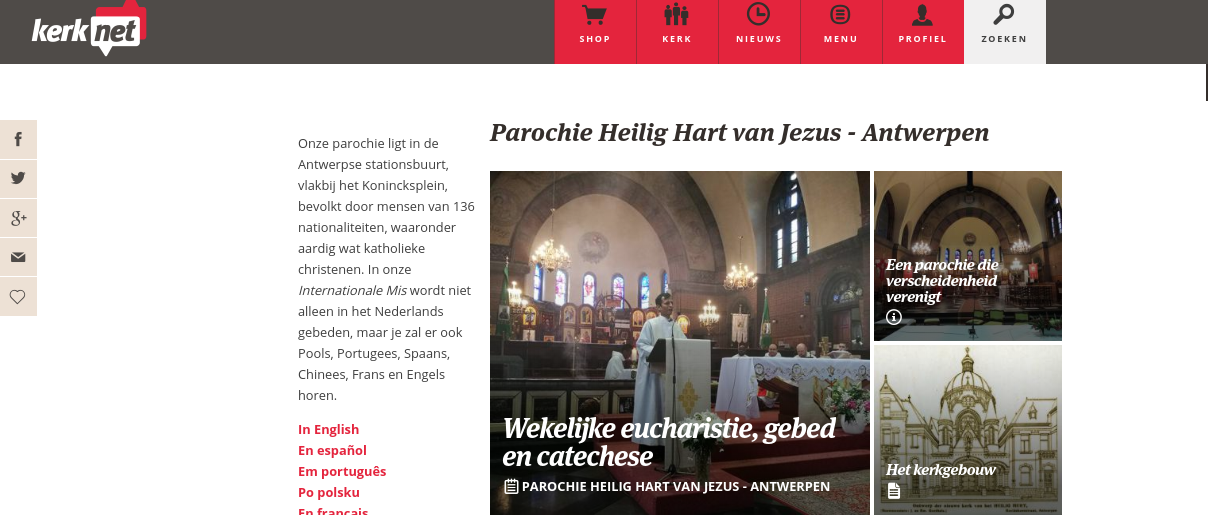 kerk net
SHOP
KERK
NIEUWS
MENU
PROFIEL
ZOEKEN
Onze parochie ligt in de
Antwerpse stationsbuurt,
vlakbij het Konincksplein,
bevolkt door mensen van 136
nationaliteiten, waaronder
aardig wat katholieke
christenen. In onze
Internationale Mis wordt niet
alleen in het Nederlands
gebeden, maar je zal er ook
Pools, Portugees, Spaans,
Chinees, Frans en Engels
horen.
In English
En español
Em português
Po polsku
En français
Parochie Heilig Hart van Jezus - Antwerpen
Wekelijke eucharistie, gebed
en catechese
PAROCHIE HEILIG HART VAN JEZUS - ANTWERPEN
Een parochie die
verscheidenheid
verenigt
Het kerkgebouw